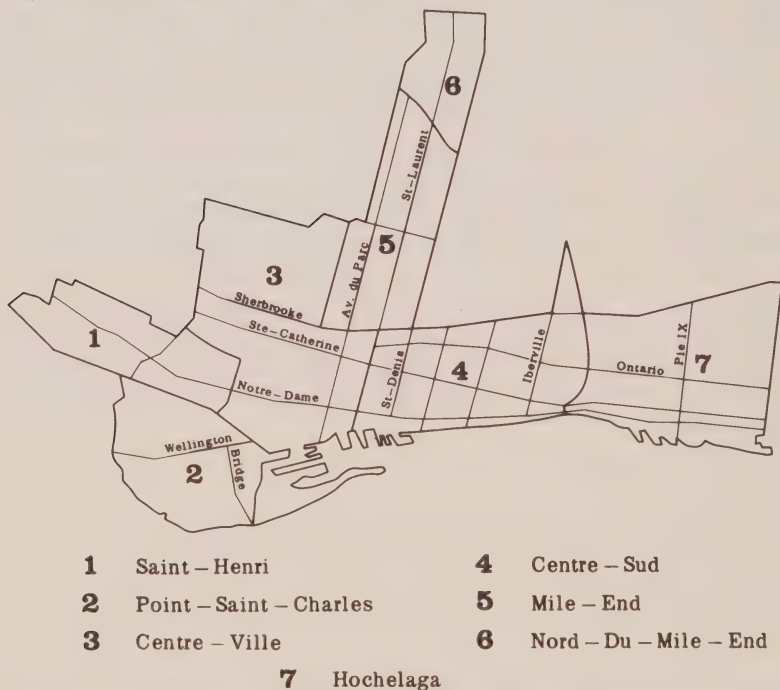 6
St-Laurent
5
Av. du Parc
3
Sherbrooke
Ste-Catherine
1
Iberville
Pie IX
7
Ontario
4
St-Denis
Notre-Dame
Wellington
Bridge
2
1 Saint-Henri
2 Point-Saint-Charles
3 Centre-Ville
4 Centre-Sud
5 Mile-End
6 Nord-Du-Mile-End
7 Hochelaga